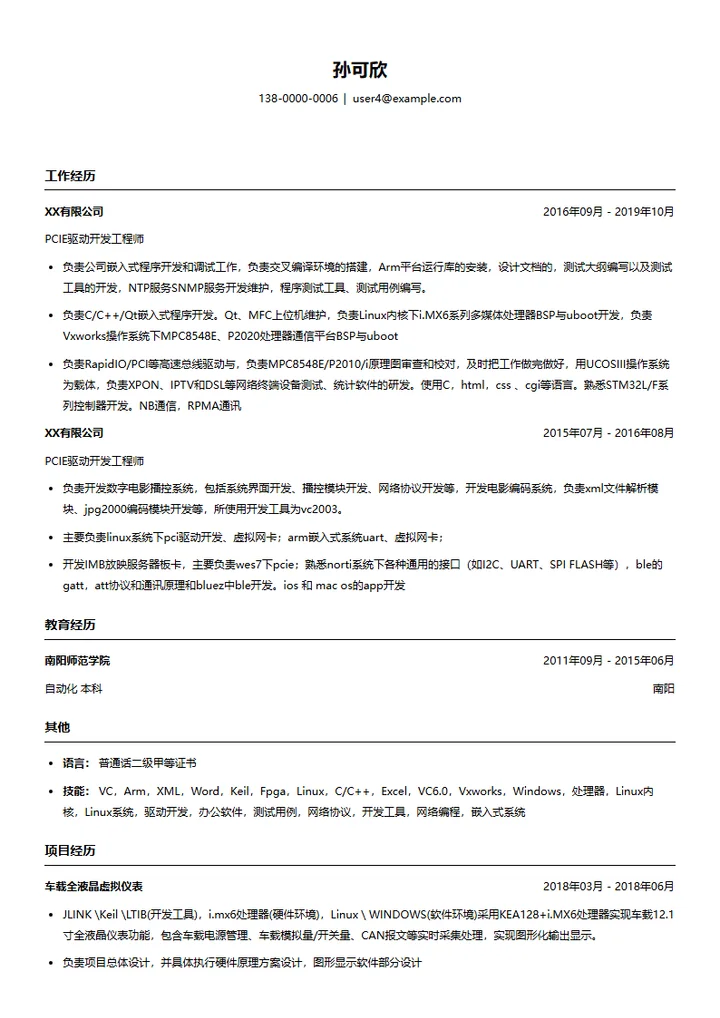 孙可欣
138-0000-0006 | user4@example.com
工作经历
XX有限公司 2016年09月 - 2019年10月
PCIE驱动开发工程师
• 负责公司嵌入式程序开发和调试工作，负责交叉编译环境的搭建，Arm平台运行库的安装，设计文档的，测试大纲编写以及测试
工具的开发，NTP服务SNMP服务开发维护，程序测试工具、测试用例编写。
• 负责C/C++/Qt嵌入式程序开发。Qt、MFC上位机维护，负责Linux内核下i.MX6系列多媒体处理器BSP与uboot开发，负责
Vxworks操作系统下MPC8548E、P2020处理器通信平台BSP与uboot
• 负责RapidIO/PCI等高速总线驱动与，负责MPC8548E/P2010/i原理图审查和校对，及时把工作做完做好，用UCOSIII操作系统
为载体，负责XPON、IPTV和DSL等网络终端设备测试、统计软件的研发。使用C，html，css 、cgi等语言。熟悉STM32L/F系
列控制器开发。NB通信，RPMA通讯
XX有限公司 2015年07月 - 2016年08月
PCIE驱动开发工程师
• 负责开发数字电影播控系统，包括系统界面开发、播控模块开发、网络协议开发等，开发电影编码系统，负责xml文件解析模
块、jpg2000编码模块开发等，所使用开发工具为vc2003。
• 主要负责linux系统下pci驱动开发、虚拟网卡；arm嵌入式系统uart、虚拟网卡；
• 开发IMB放映服务器板卡，主要负责wes7下pcie；熟悉norti系统下各种通用的接口（如I2C、UART、SPI FLASH等）, ble的
gatt，att协议和通讯原理和bluez中ble开发。ios 和 mac os的app开发
教育经历
南阳师范学院 2011年09月 - 2015年06月
自动化 本科 南阳
其他
• 语言： 普通话二级甲等证书
• 技能： VC，Arm，XML，Word，Keil，Fpga，Linux，C/C++，Excel，VC6.0，Vxworks，Windows，处理器，Linux内
核，Linux系统，驱动开发，办公软件，测试用例，网络协议，开发工具，网络编程，嵌入式系统
项目经历
车载全液晶虚拟仪表 2018年03月 - 2018年06月
• JLINK \Keil \LTIB(开发工具)，i.mx6处理器(硬件环境)，Linux \ WINDOWS(软件环境)采用KEA128+i.MX6处理器实现车载12.1
寸全液晶仪表功能，包含车载电源管理、车载模拟量/开关量、CAN报文等实时采集处理，实现图形化输出显示。
• 负责项目总体设计，并具体执行硬件原理方案设计，图形显示软件部分设计